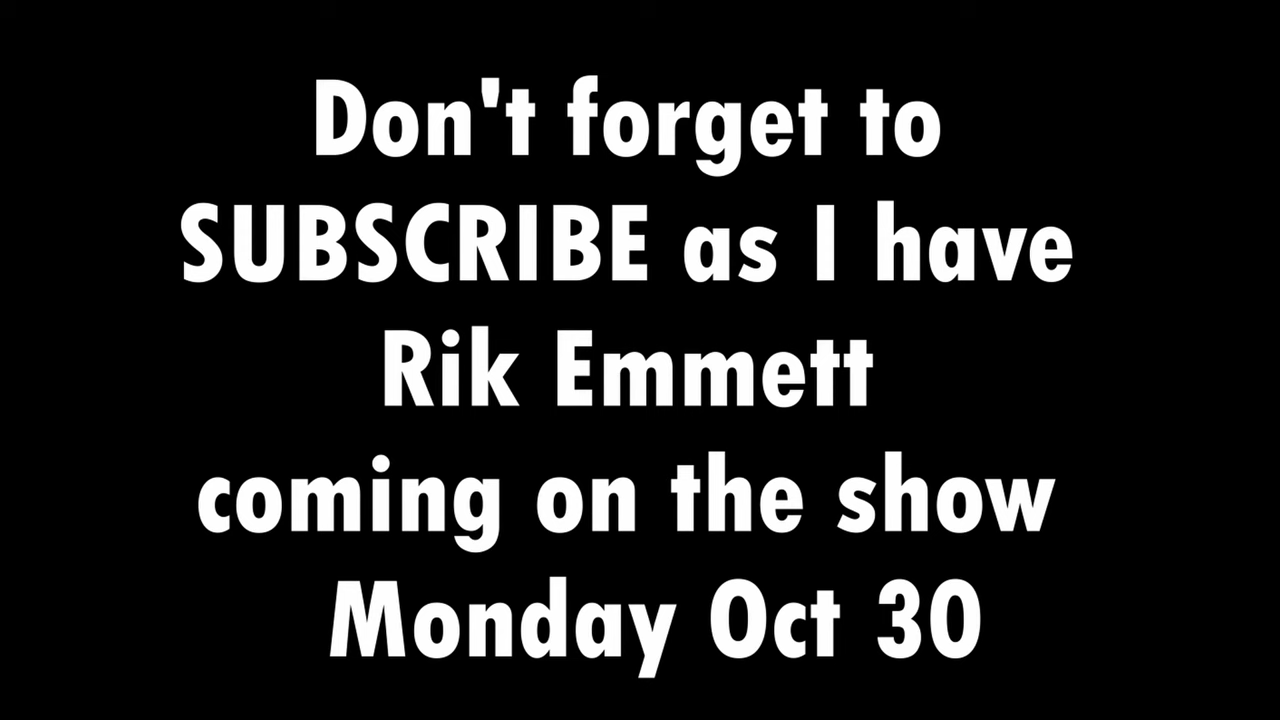 Don't forget to
SUBSCRIBE as I have
Rik Emmett
coming on the show
Monday Oct 30